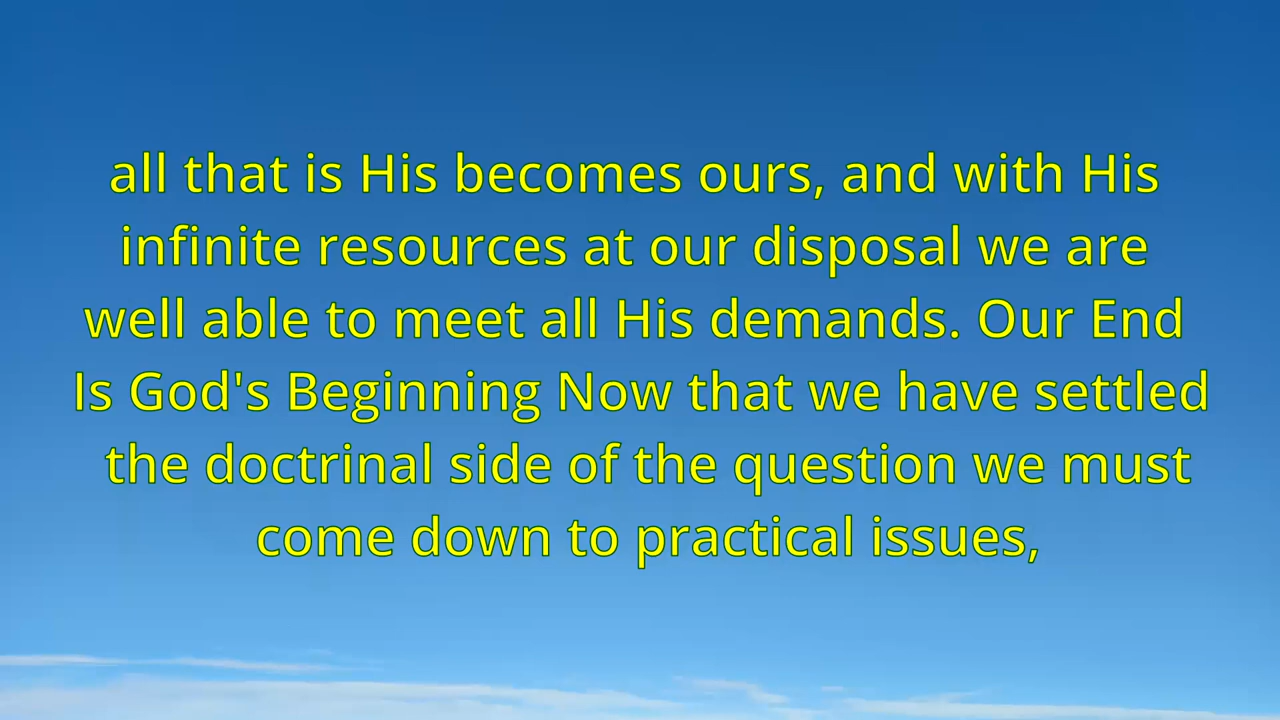 all that is His becomes ours, and with His
infinite resources at our disposal we are
well able to meet all His demands. Our End
Is God's Beginning Now that we have settled
the doctrinal side of the question we must
come down to practical issues,